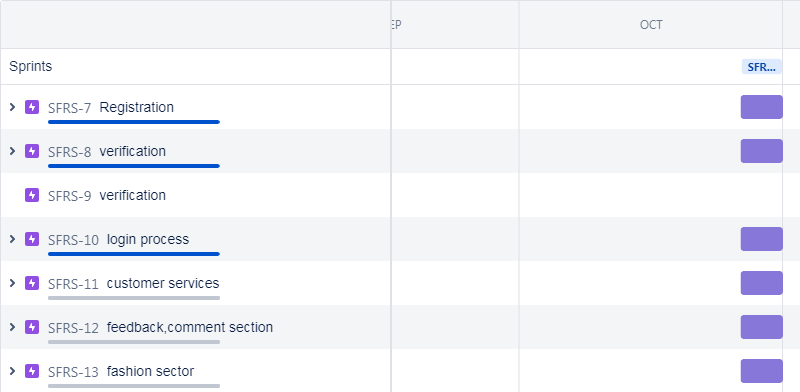 EP OCT
Sprints SFR...
SFRS-7 Registration
SFRS-8 verification
SFRS-9 verification
SFRS-10 login process
SFRS-11 customer services
SFRS-12 feedback,comment section
SFRS-13 fashion sector